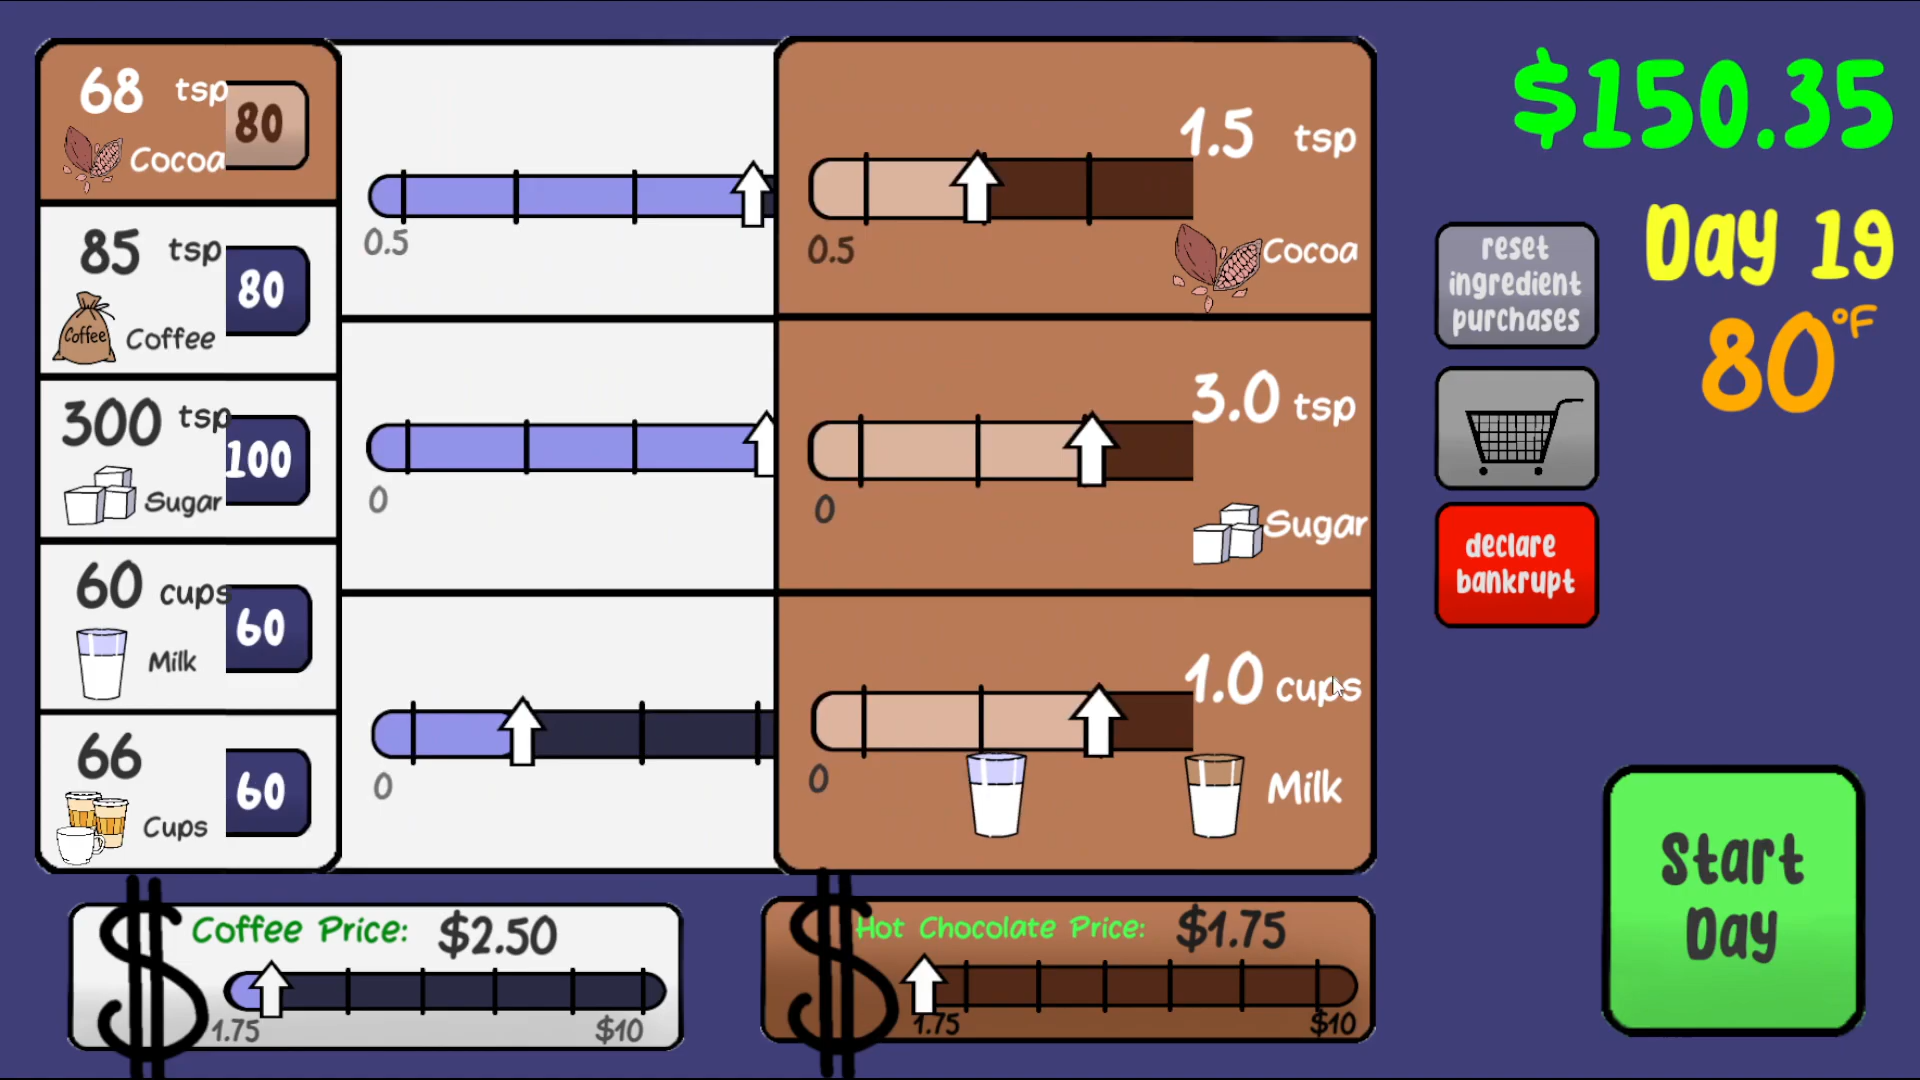 68 tsp
80
Cocoa
85 tsp
80
Coffee
Coffee
300 tsp
100
Sugar
60 cups
60
Milk
66
60
Cups
0.5
0
0
1.5 tsp
0.5
Cocoa
3.0 tsp
0
Sugar
1.0 cups
0
Milk
$
Coffee Price: $2.50
1.75
$10
$
Hot Chocolate Price: $1.75
1.75
$10
$150.35
Day 19
80°F
reset
ingredient
purchases
declare
bankrupt
Start
Day